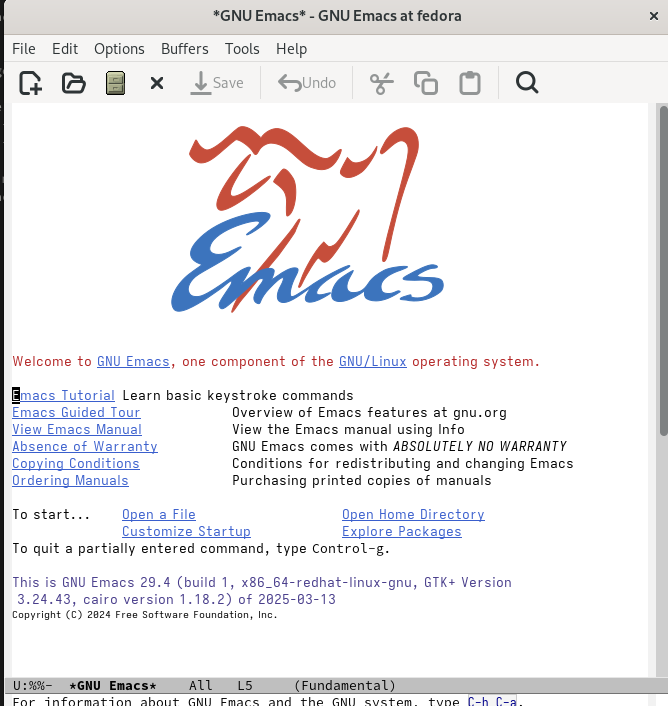 *GNU Emacs* - GNU Emacs at fedora
File Edit Options Buffers Tools Help
Save Undo
Emacs
Welcome to GNU Emacs, one component of the GNU/Linux operating system.
Emacs Tutorial Learn basic keystroke commands
Emacs Guided Tour Overview of Emacs features at gnu.org
View Emacs Manual View the Emacs manual using Info
Absence of Warranty GNU Emacs comes with ABSOLUTELY NO WARRANTY
Copying Conditions Conditions for redistributing and changing Emacs
Ordering Manuals Purchasing printed copies of manuals
To start... Open a File Open Home Directory
Customize Startup Explore Packages
To quit a partially entered command, type Control-g.
This is GNU Emacs 29.4 (build 1, x86_64-redhat-linux-gnu, GTK+ Version
3.24.43, cairo version 1.18.2) of 2025-03-13
Copyright (C) 2024 Free Software Foundation, Inc.
U:%%- *GNU Emacs* All L5 (Fundamental)
For information about GNU Emacs and the GNU system, type C-h C-a.